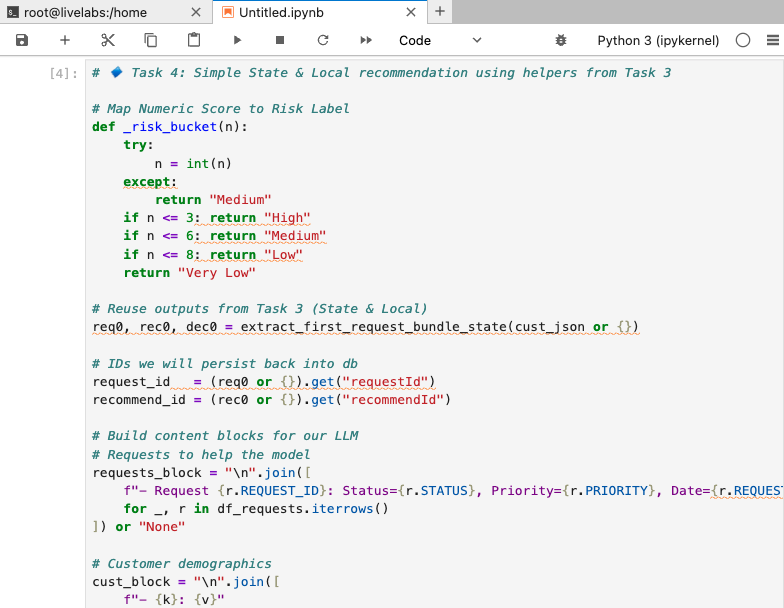 root@livelabs:/home
Untitled.ipynb
Code
Python 3 (ipykernel)
[4]:
# 🔷 Task 4: Simple State & Local recommendation using helpers from Task 3
# Map Numeric Score to Risk Label
def _risk_bucket(n):
    try:
        n = int(n)
    except:
        return "Medium"
    if n <= 3: return "High"
    if n <= 6: return "Medium"
    if n <= 8: return "Low"
    return "Very Low"
# Reuse outputs from Task 3 (State & Local)
req0, rec0, dec0 = extract_first_request_bundle_state(cust_json or {})
# IDs we will persist back into db
request_id   = (req0 or {}).get("requestId")
recommend_id = (rec0 or {}).get("recommendId")
# Build content blocks for our LLM
# Requests to help the model
requests_block = "\n".join([
    f"- Request {r.REQUEST_ID}: Status={r.STATUS}, Priority={r.PRIORITY}, Date={r.REQUES
    for _, r in df_requests.iterrows()
]) or "None"
# Customer demographics
cust_block = "\n".join([
    f"- {k}: {v}"